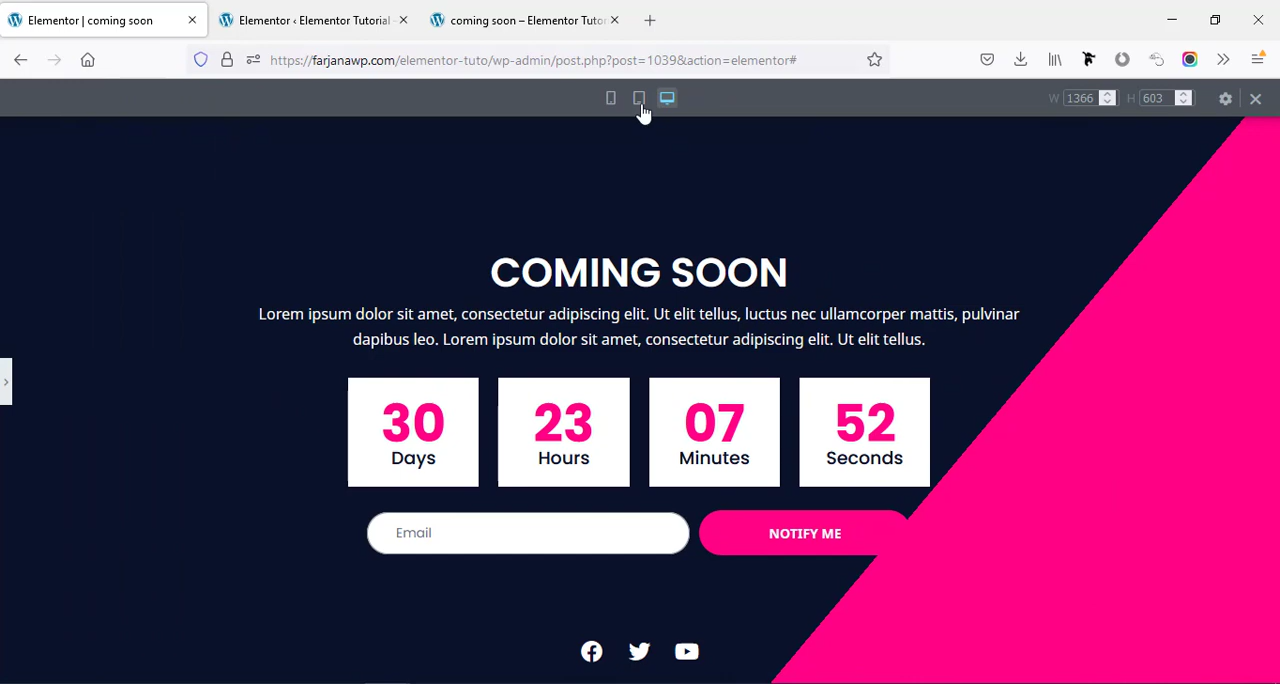 Elementor | coming soon
Elementor ‹ Elementor Tutorial
coming soon – Elementor Tutor
https://farjanawp.com/elementor-tuto/wp-admin/post.php?post=1039&action=elementor#
W 1366 H 603
COMING SOON
Lorem ipsum dolor sit amet, consectetur adipiscing elit. Ut elit tellus, luctus nec ullamcorper mattis, pulvinar
dapibus leo. Lorem ipsum dolor sit amet, consectetur adipiscing elit. Ut elit tellus.
30 23 07 52
Days Hours Minutes Seconds
Email NOTIFY ME